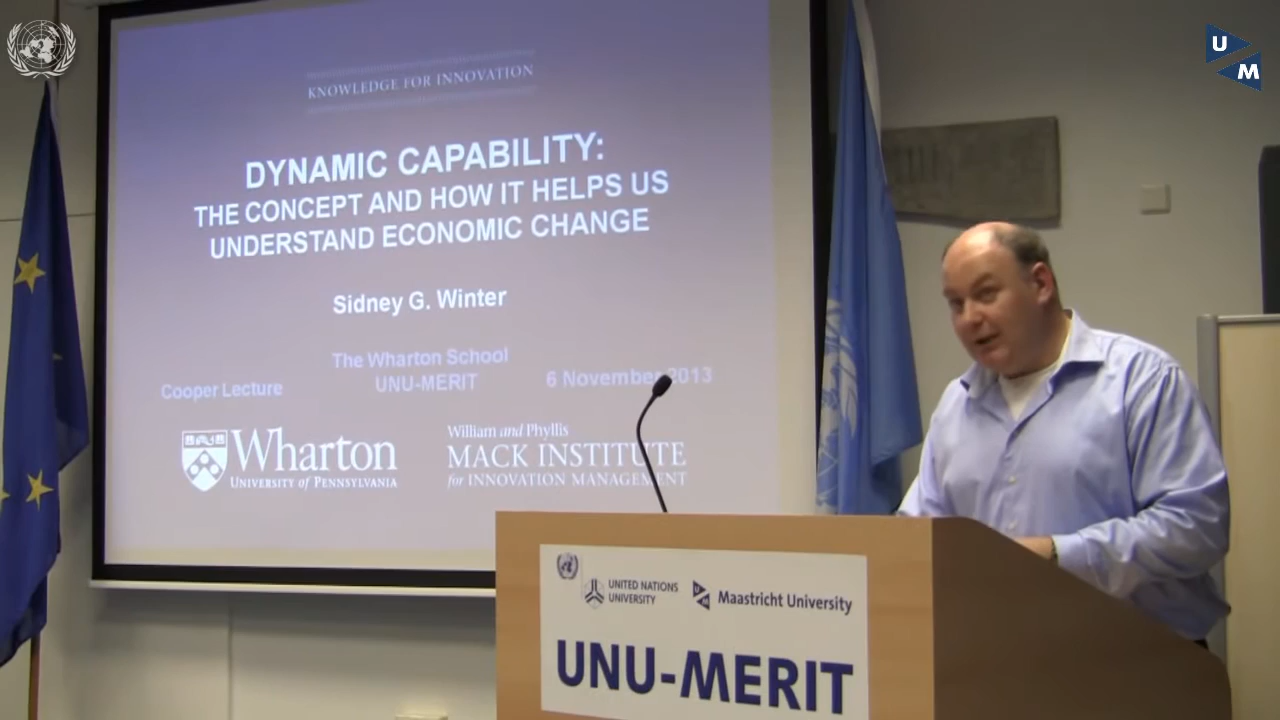 KNOWLEDGE FOR INNOVATION
DYNAMIC CAPABILITY:
THE CONCEPT AND HOW IT HELPS US
UNDERSTAND ECONOMIC CHANGE
Sidney G. Winter
The Wharton School
Cooper Lecture UNU-MERIT 6 November 2013
Wharton
UNIVERSITY of PENNSYLVANIA
William and Phyllis
MACK INSTITUTE
for INNOVATION MANAGEMENT
U
M
UNITED NATIONS
UNIVERSITY
U
M
Maastricht University
UNU-MERIT